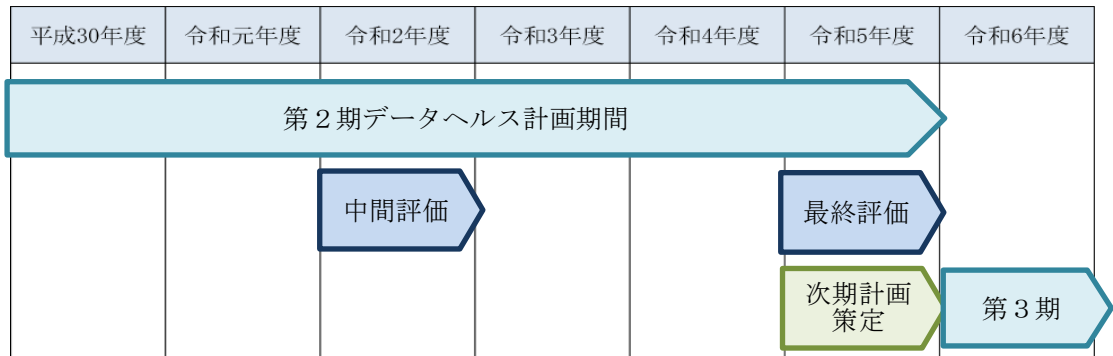 平成30年度 令和元年度 令和2年度 令和3年度 令和4年度 令和5年度 令和6年度
第２期データヘルス計画期間
中間評価 最終評価
次期計画
策定
第３期